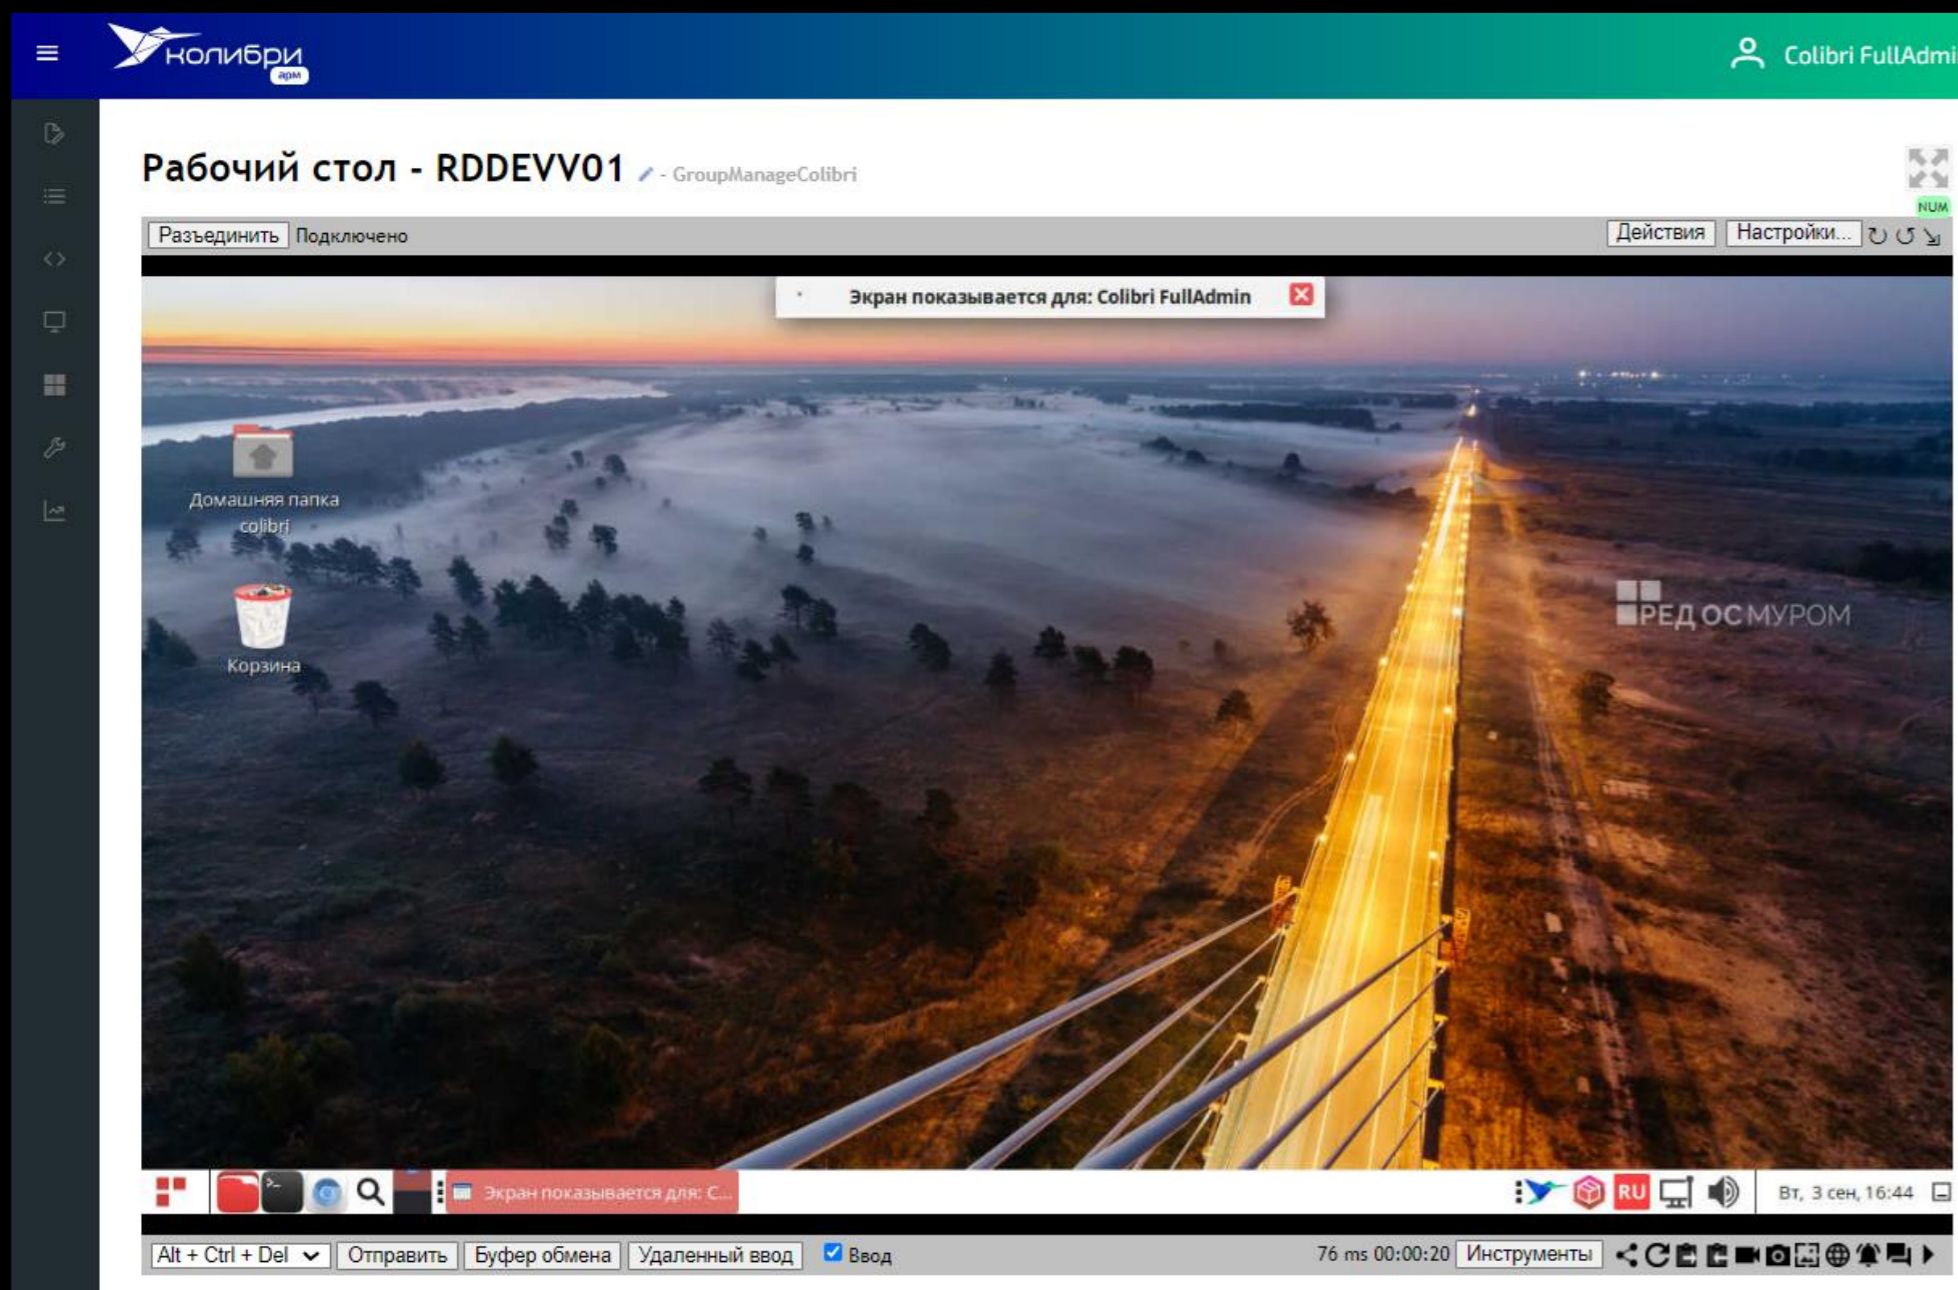 колибри
арм
Colibri FullAdmi
Рабочий стол - RDDEVV01 - GroupManageColibri
NUM
Разъединить Подключено
Действия Настройки...
Экран показывается для: Colibri FullAdmin
Домашняя папка
colibri
Корзина
РЕД ОС МУРОМ
Экран показывается для: C...
RU
Вт, 3 сен, 16:44
Alt + Ctrl + Del Отправить Буфер обмена Удаленный ввод Ввод
76 ms 00:00:20 Инструменты